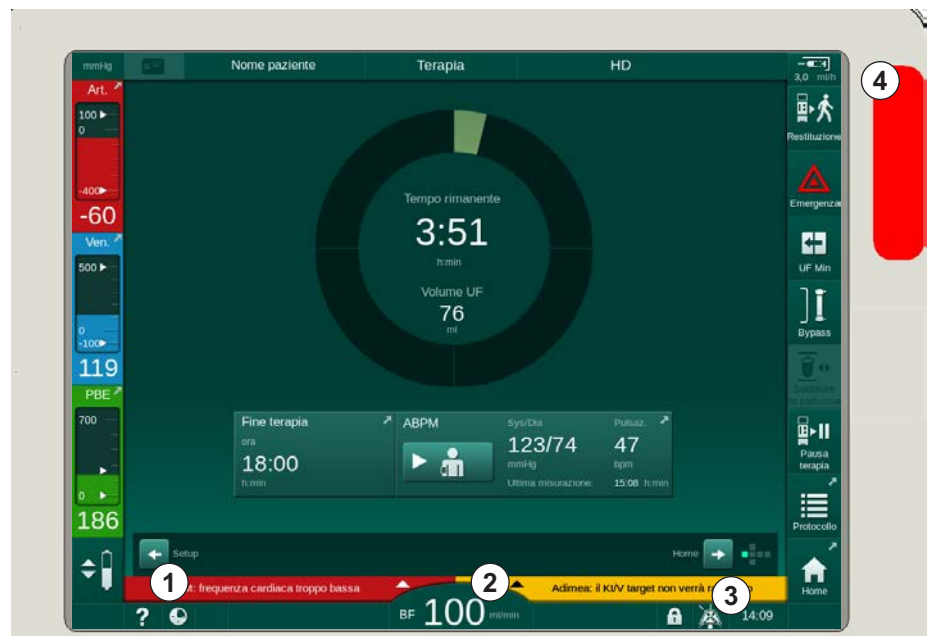 mmHg
Nome paziente
Terapia
HD
3,0 ml/h
Art.
100
0
-400
-60
Ven.
500
0
-100
119
PBE
700
0
186
Tempo rimanente
3:51
h:min
Volume UF
76
ml
Fine terapia
ora
18:00
h:min
ABPM
Sys/Dia
Pulsaz.
123/74
47
mmHg
bpm
Ultima misurazione:
15:08 h:min
Restituzione
Emergenza
UF Min
Bypass
Pausa
terapia
Protocollo
Home
Setup
Home
M: frequenza cardiaca troppo bassa
Adimea: il Kt/V target non verrà
?
BF 100 ml/min
14:09
1
2
3
4